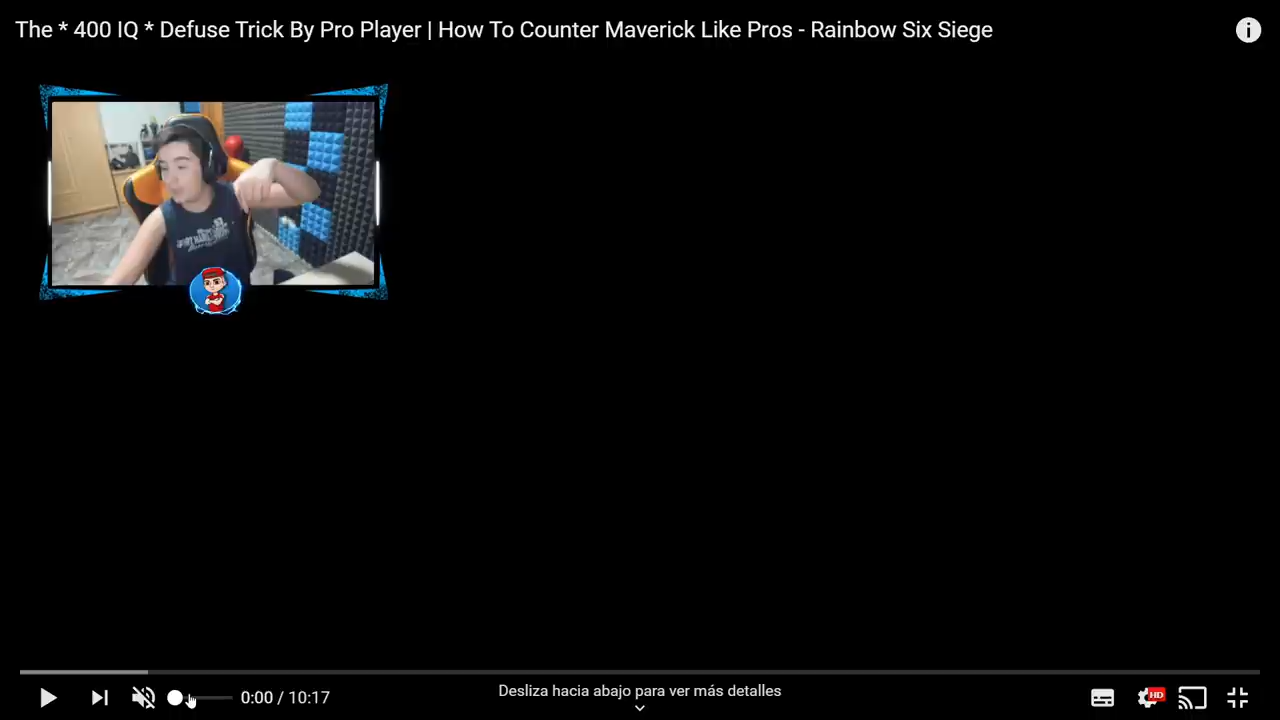 The * 400 IQ * Defuse Trick By Pro Player | How To Counter Maverick Like Pros - Rainbow Six Siege
0:00 / 10:17
Desliza hacia abajo para ver más detalles
HD